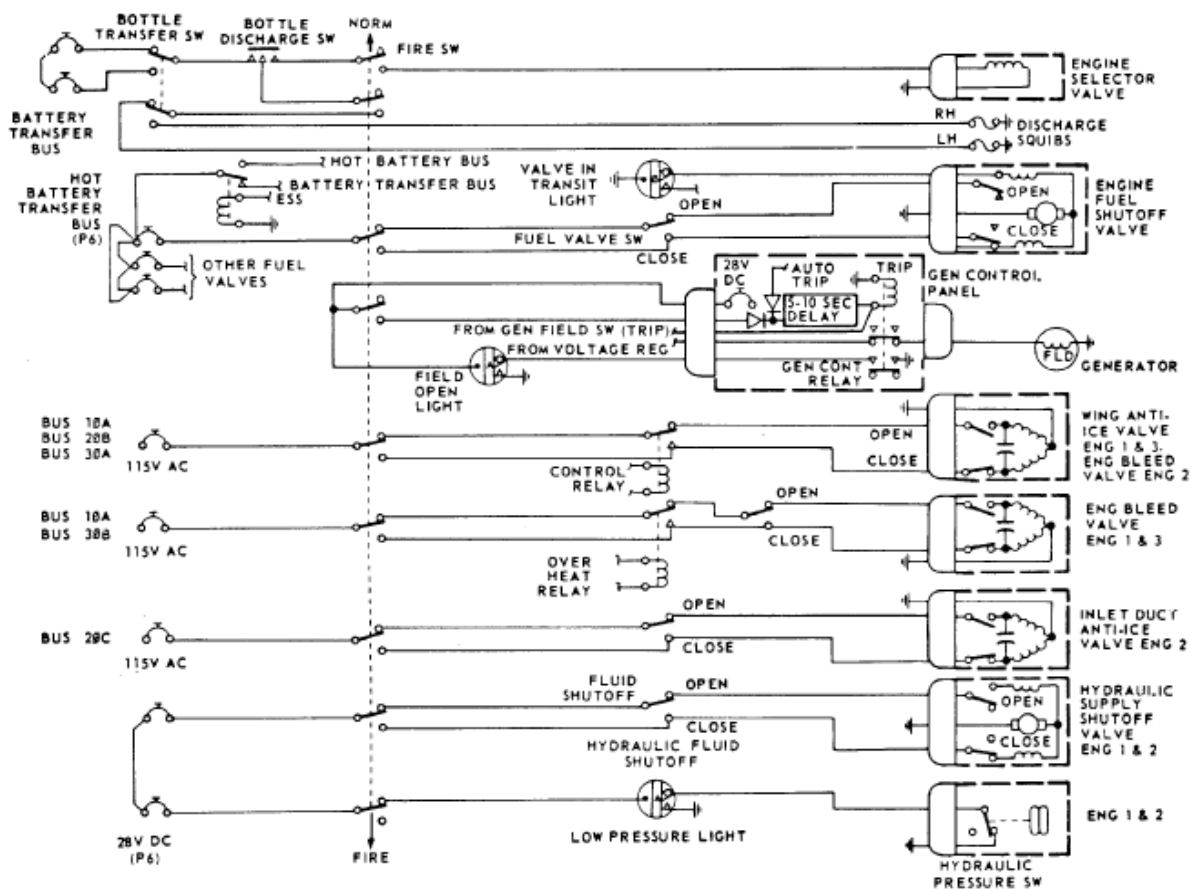 BOTTLE
TRANSFER SW
BOTTLE
DISCHARGE SW
NORM
FIRE SW
ENGINE
SELECTOR
VALVE
BATTERY
TRANSFER
BUS
RH
LH
DISCHARGE
SQUIBS
HOT
BATTERY
TRANSFER
BUS
(P6)
HOT BATTERY BUS
BATTERY TRANSFER BUS
ESS
VALVE IN
TRANSIT
LIGHT
OPEN
FUEL VALVE SW
CLOSE
OPEN
CLOSE
ENGINE
FUEL
SHUTOFF
VALVE
OTHER FUEL
VALVES
28V
DC
AUTO
TRIP
TRIP
5-10 SEC
DELAY
GEN CONTROL
PANEL
FROM GEN FIELD SW (TRIP)
FROM VOLTAGE REG
GEN CONT
RELAY
FLD
GENERATOR
FIELD
OPEN
LIGHT
BUS 10A
BUS 20B
BUS 30A
115V AC
CONTROL
RELAY
OPEN
CLOSE
WING ANTI-
ICE VALVE
ENG 1 & 3.
ENG BLEED
VALVE ENG 2
BUS 10A
BUS 30B
115V AC
OVER
HEAT
RELAY
OPEN
CLOSE
ENG BLEED
VALVE
ENG 1 & 3
BUS 20C
115V AC
OPEN
CLOSE
INLET DUCT
ANTI-ICE
VALVE ENG 2
FLUID
SHUTOFF
OPEN
CLOSE
HYDRAULIC FLUID
SHUTOFF
OPEN
CLOSE
HYDRAULIC
SUPPLY
SHUTOFF
VALVE
ENG 1 & 2
28V DC
(P6)
FIRE
LOW PRESSURE LIGHT
ENG 1 & 2
HYDRAULIC
PRESSURE SW